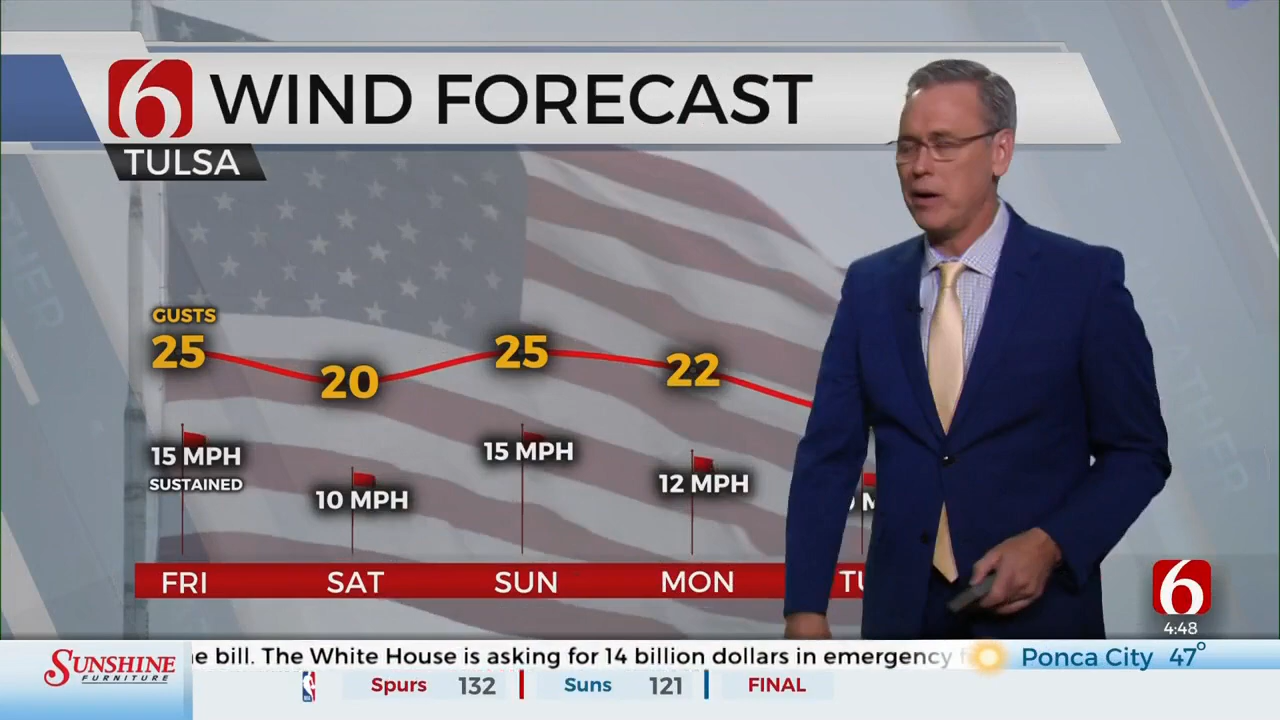 6 WIND FORECAST
TULSA
GUSTS
25 20 25 22
15 MPH 10 MPH 15 MPH 12 MPH
SUSTAINED
FRI SAT SUN MON
6
4:48
SUNSHINE
FURNITURE
e bill. The White House is asking for 14 billion dollars in emergency
Ponca City 47°
Spurs 132 Suns 121 FINAL